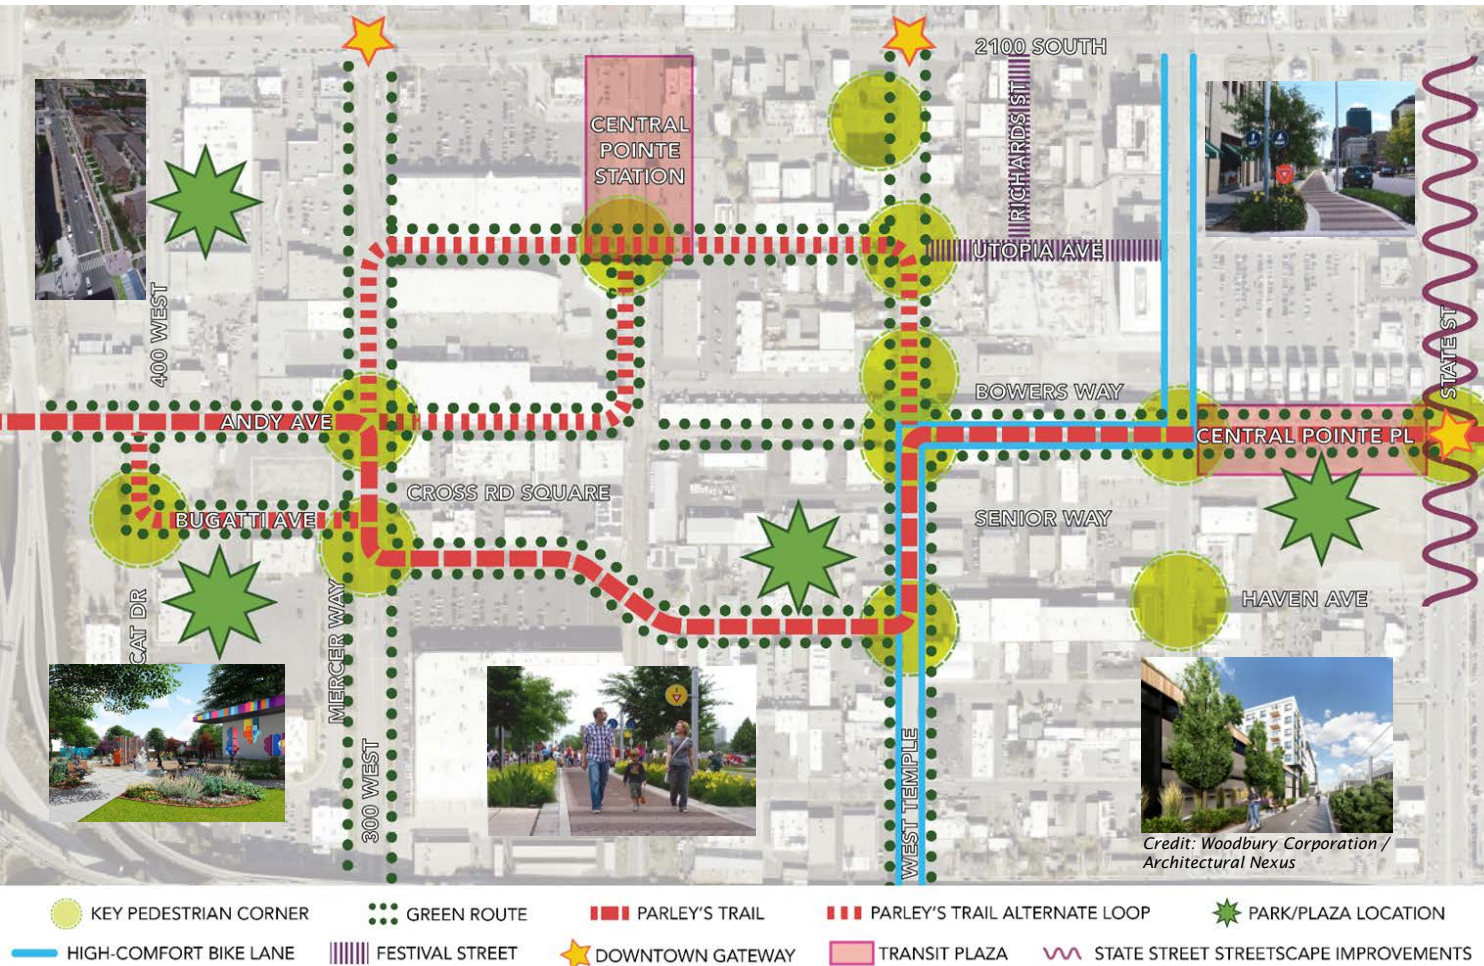 2100 SOUTH
RICHARDS ST
CENTRAL
POINTE
STATION
UTOPIA AVE
400 WEST
STATE ST
BOWERS WAY
ANDY AVE
CENTRAL POINTE PL
CROSS RD SQUARE
BUGATTI AVE
SENIOR WAY
CAT DR
MERCER WAY
HAVEN AVE
300 WEST
WEST TEMPLE
Credit: Woodbury Corporation /
Architectural Nexus
KEY PEDESTRIAN CORNER
GREEN ROUTE
PARLEY'S TRAIL
PARLEY'S TRAIL ALTERNATE LOOP
PARK/PLAZA LOCATION
HIGH-COMFORT BIKE LANE
FESTIVAL STREET
DOWNTOWN GATEWAY
TRANSIT PLAZA
STATE STREET STREETSCAPE IMPROVEMENTS